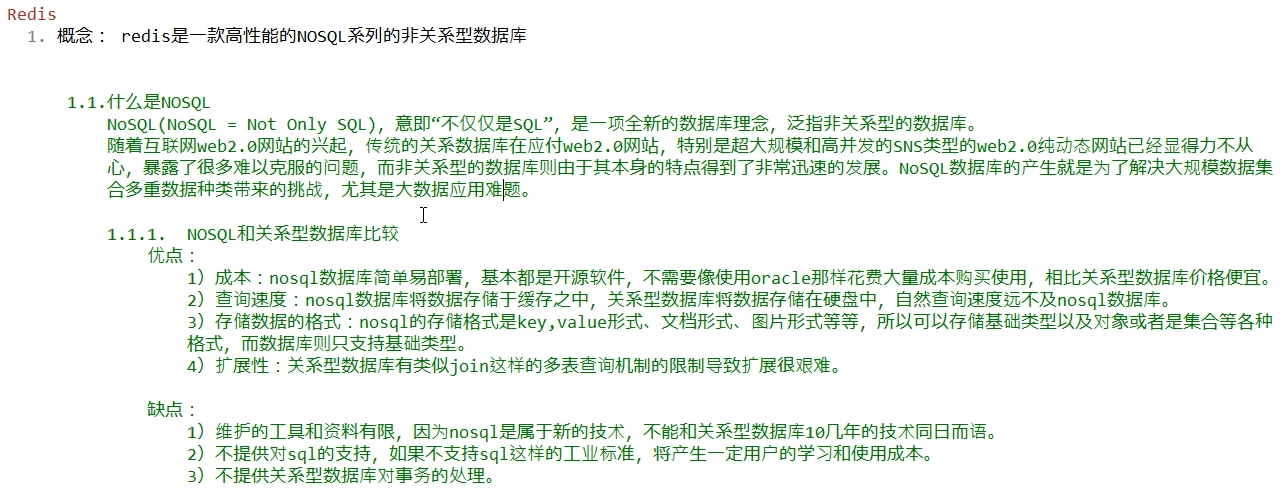 Redis
1. 概念： redis是一款高性能的NOSQL系列的非关系型数据库
1.1.什么是NOSQL
NoSQL(NoSQL = Not Only SQL)，意即“不仅仅是SQL”，是一项全新的数据库理念，泛指非关系型的数据库。
随着互联网web2.0网站的兴起，传统的关系数据库在应付web2.0网站，特别是超大规模和高并发的SNS类型的web2.0纯动态网站已经显得力不从
心，暴露了很多难以克服的问题，而非关系型的数据库则由于其本身的特点得到了非常迅速的发展。NoSQL数据库的产生就是为了解决大规模数据集
合多重数据种类带来的挑战，尤其是大数据应用难题。
1.1.1. NOSQL和关系型数据库比较
优点：
1）成本：nosql数据库简单易部署，基本都是开源软件，不需要像使用oracle那样花费大量成本购买使用，相比关系型数据库价格便宜。
2）查询速度：nosql数据库将数据存储于缓存之中，关系型数据库将数据存储在硬盘中，自然查询速度远不及nosql数据库。
3）存储数据的格式：nosql的存储格式是key,value形式、文档形式、图片形式等等，所以可以存储基础类型以及对象或者是集合等各种
格式，而数据库则只支持基础类型。
4）扩展性：关系型数据库有类似join这样的多表查询机制的限制导致扩展很艰难。
缺点：
1）维护的工具和资料有限，因为nosql是属于新的技术，不能和关系型数据库10几年的技术同日而语。
2）不提供对sql的支持，如果不支持sql这样的工业标准，将产生一定用户的学习和使用成本。
3）不提供关系型数据库对事务的处理。